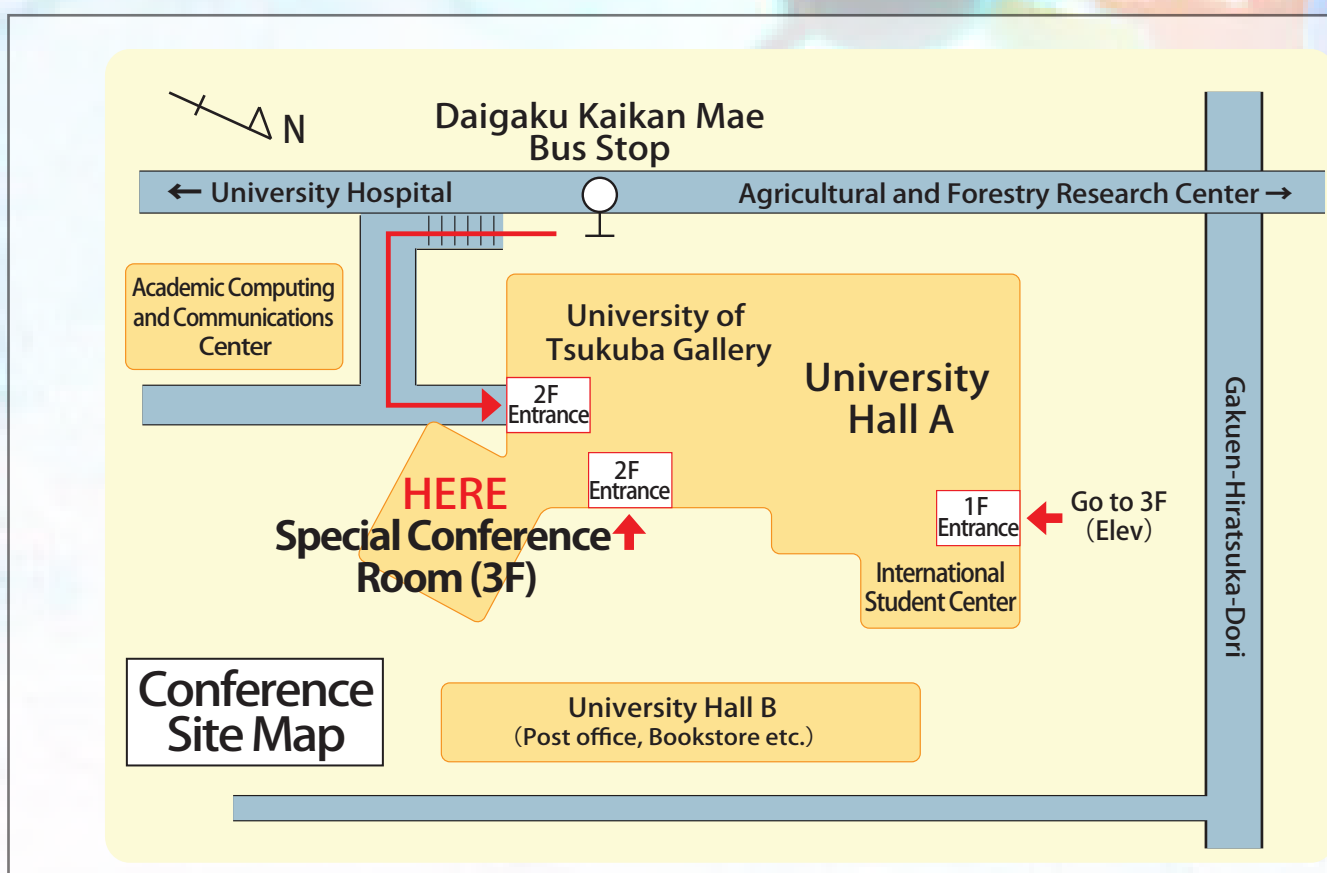 N
Daigaku Kaikan Mae
Bus Stop
← University Hospital
Agricultural and Forestry Research Center →
Academic Computing
and Communications
Center
University of
Tsukuba Gallery
University
Hall A
2F
Entrance
2F
Entrance
HERE
Special Conference
Room (3F)
1F
Entrance
Go to 3F
（Elev）
International
Student Center
Gakuen-Hiratsuka-Dori
Conference
Site Map
University Hall B
（Post office, Bookstore etc.）